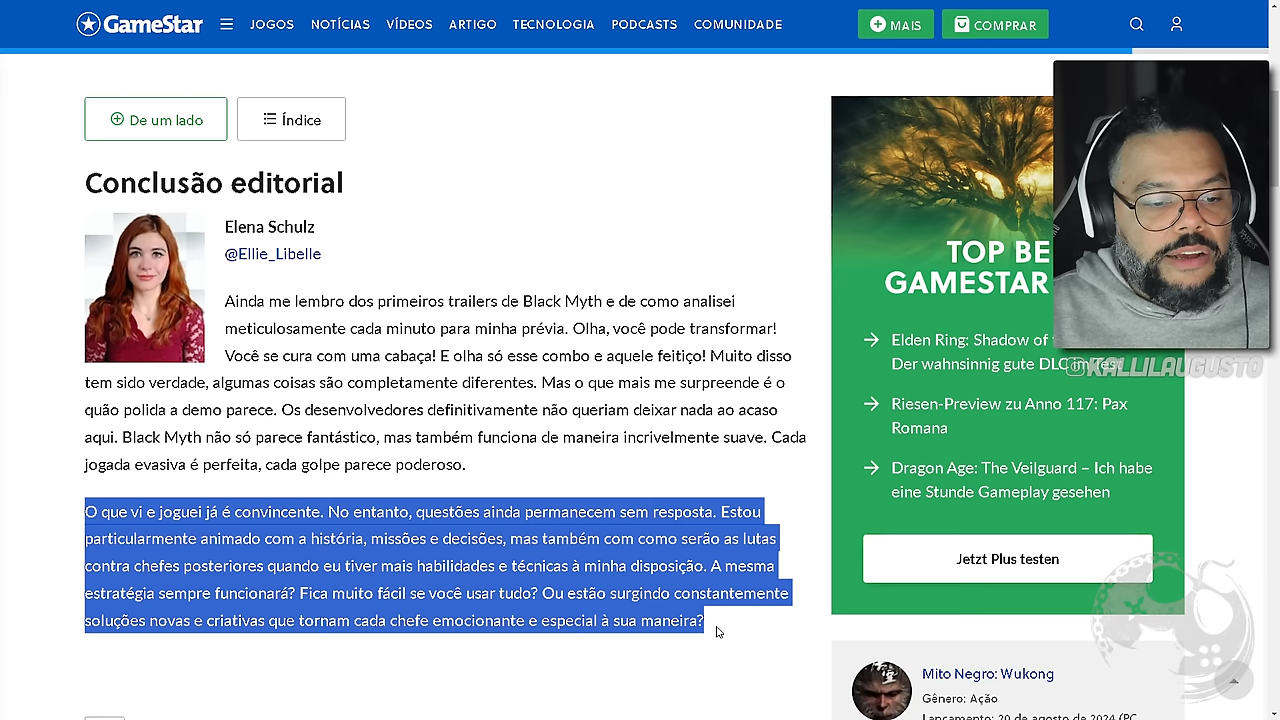 GameStar
JOGOS
NOTÍCIAS
VÍDEOS
ARTIGO
TECNOLOGIA
PODCASTS
COMUNIDADE
MAIS
COMPRAR
De um lado
Índice
Conclusão editorial
Elena Schulz
@Ellie_Libelle
Ainda me lembro dos primeiros trailers de Black Myth e de como analisei
meticulosamente cada minuto para minha prévia. Olha, você pode transformar!
Você se cura com uma cabaça! E olha só esse combo e aquele feitiço! Muito disso
tem sido verdade, algumas coisas são completamente diferentes. Mas o que mais me surpreende é o
quão polida a demo parece. Os desenvolvedores definitivamente não queriam deixar nada ao acaso
aqui. Black Myth não só parece fantástico, mas também funciona de maneira incrivelmente suave. Cada
jogada evasiva é perfeita, cada golpe parece poderoso.
O que vi e joguei já é convincente. No entanto, questões ainda permanecem sem resposta. Estou
particularmente animado com a história, missões e decisões, mas também com como serão as lutas
contra chefes posteriores quando eu tiver mais habilidades e técnicas à minha disposição. A mesma
estratégia sempre funcionará? Fica muito fácil se você usar tudo? Ou estão surgindo constantemente
soluções novas e criativas que tornam cada chefe emocionante e especial à sua maneira?
TOP BE
GAMESTAR
Elden Ring: Shadow of
Der wahnsinnig gute DLC im Test
@KALLILAUGUSTO
Riesen-Preview zu Anno 117: Pax
Romana
Dragon Age: The Veilguard – Ich habe
eine Stunde Gameplay gesehen
Jetzt Plus testen
Mito Negro: Wukong
Gênero: Ação
Lançamento: 20 de agosto de 2024 (PC,